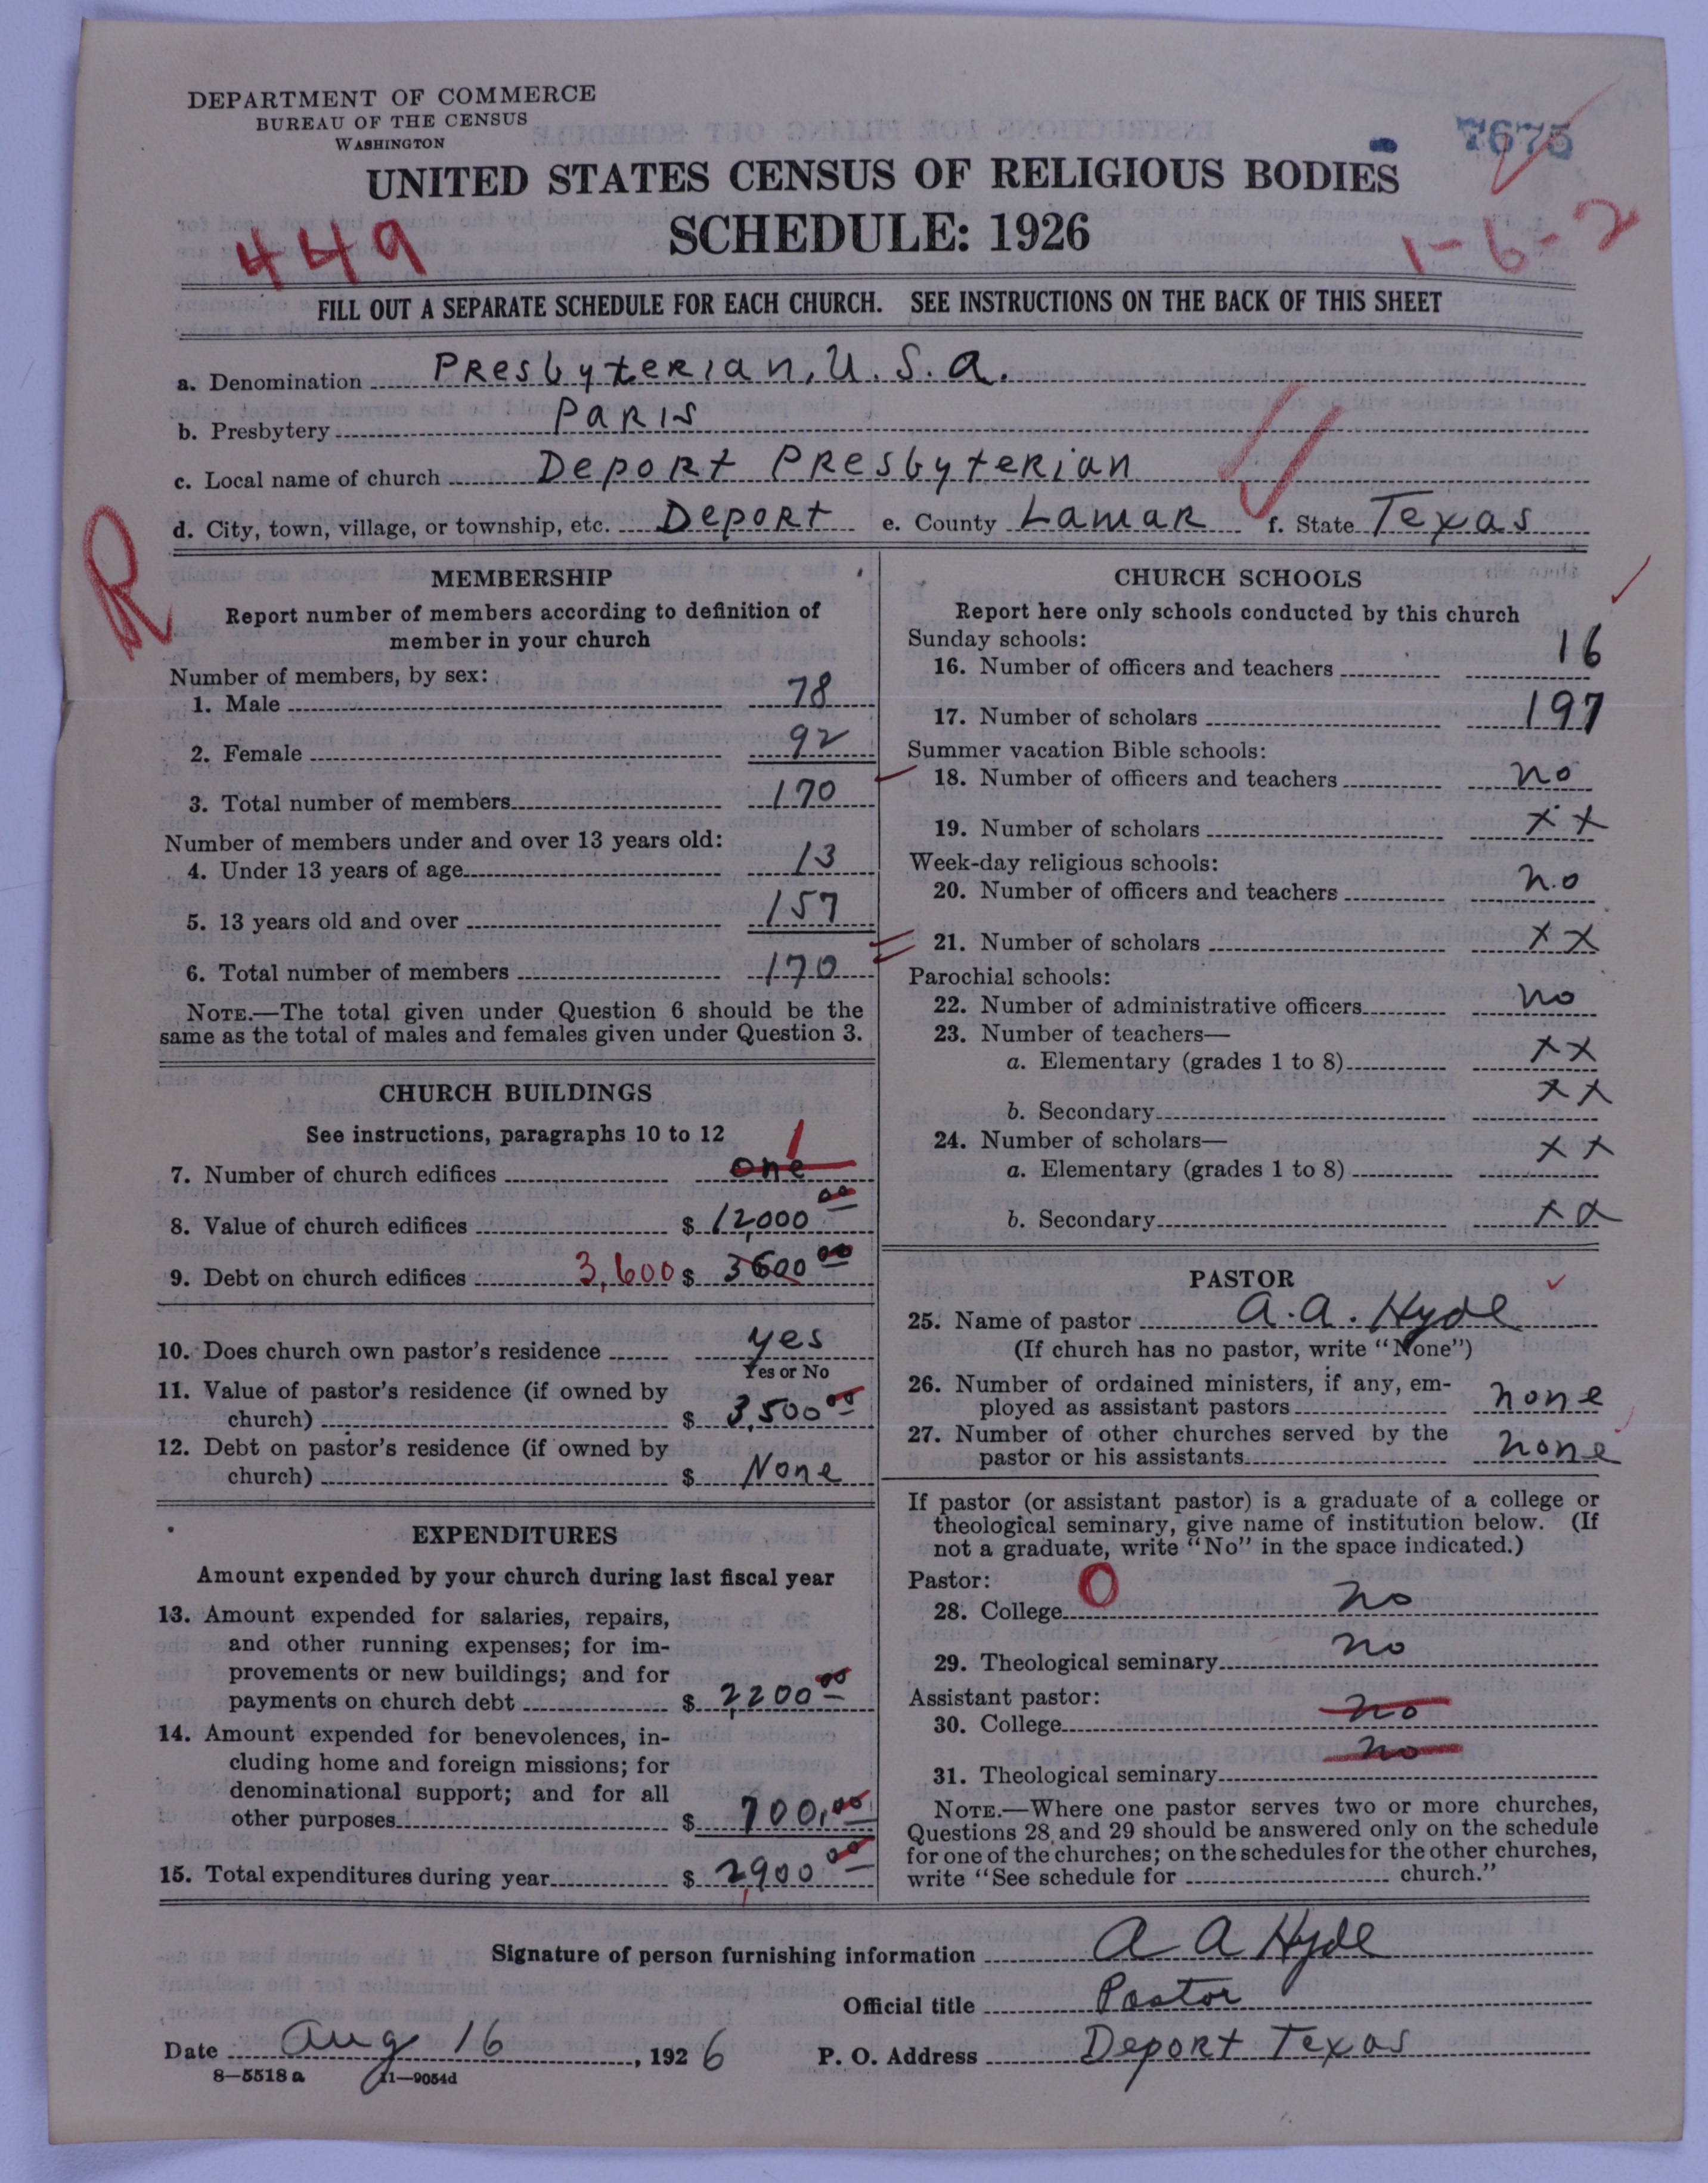 DEPARTMENT OF COMMERCE
BUREAU OF THE CENSUS
WASHINGTON
7675
UNITED STATES CENSUS OF RELIGIOUS BODIES
SCHEDULE: 1926
449
1-6-2
FILL OUT A SEPARATE SCHEDULE FOR EACH CHURCH. SEE INSTRUCTIONS ON THE BACK OF THIS SHEET
a. Denomination Presbyterian, U.S.A.
b. Presbytery Paris
c. Local name of church Deport Presbyterian
d. City, town, village, or township, etc. Deport e. County Lamar f. State Texas
R
MEMBERSHIP
Report number of members according to definition of
member in your church
Number of members, by sex:
1. Male 78
2. Female 92
3. Total number of members 170
Number of members under and over 13 years old:
4. Under 13 years of age 13
5. 13 years old and over 157
6. Total number of members 170
NOTE.—The total given under Question 6 should be the
same as the total of males and females given under Question 3.
CHURCH BUILDINGS
See instructions, paragraphs 10 to 12
1
7. Number of church edifices one
8. Value of church edifices $ 12,000 00
9. Debt on church edifices 3,600 $ 3600 00
10. Does church own pastor's residence yes
Yes or No
11. Value of pastor's residence (if owned by
church) $ 3,500 00
12. Debt on pastor's residence (if owned by
church) $ None
EXPENDITURES
Amount expended by your church during last fiscal year
13. Amount expended for salaries, repairs,
and other running expenses; for im-
provements or new buildings; and for
payments on church debt $ 2,200 00
14. Amount expended for benevolences, in-
cluding home and foreign missions; for
denominational support; and for all
other purposes $ 700.00
15. Total expenditures during year $ 2,900 00
CHURCH SCHOOLS
Report here only schools conducted by this church
Sunday schools:
16. Number of officers and teachers 16
17. Number of scholars 197
Summer vacation Bible schools:
18. Number of officers and teachers no
19. Number of scholars x x
Week-day religious schools:
20. Number of officers and teachers no
21. Number of scholars x x
Parochial schools:
22. Number of administrative officers no
23. Number of teachers—
a. Elementary (grades 1 to 8) x x
b. Secondary x x
24. Number of scholars—
a. Elementary (grades 1 to 8) x x
b. Secondary x x
PASTOR
25. Name of pastor A. A. Hyde
(If church has no pastor, write "None")
26. Number of ordained ministers, if any, em-
ployed as assistant pastors none
27. Number of other churches served by the
pastor or his assistants none
If pastor (or assistant pastor) is a graduate of a college or
theological seminary, give name of institution below. (If
not a graduate, write "No" in the space indicated.)
Pastor: 0
28. College no
29. Theological seminary no
Assistant pastor:
30. College no
31. Theological seminary no
NOTE.—Where one pastor serves two or more churches,
Questions 28 and 29 should be answered only on the schedule
for one of the churches; on the schedules for the other churches,
write "See schedule for church."
Signature of person furnishing information A A Hyde
Official title Pastor
Date Aug 16, 1926 P. O. Address Deport Texas
8—5518 a 11—9054d